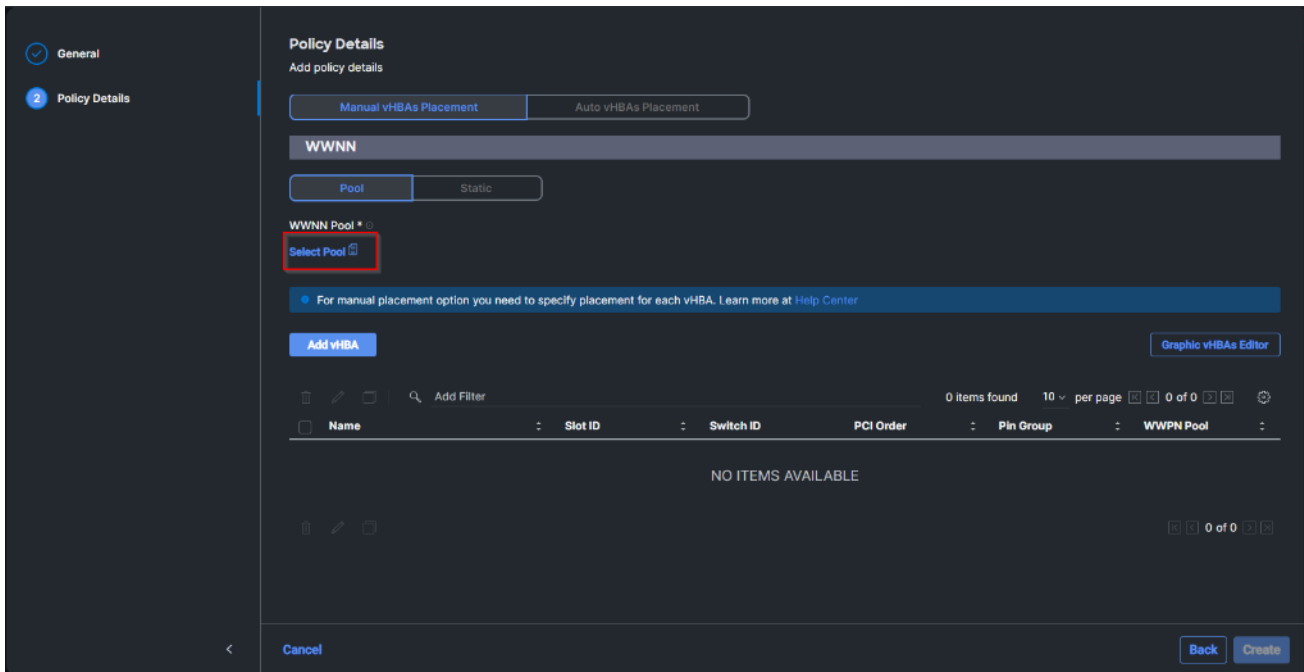 General
2 Policy Details
Policy Details
Add policy details
Manual vHBAs Placement Auto vHBAs Placement
WWNN
Pool Static
WWNN Pool *
Select Pool
For manual placement option you need to specify placement for each vHBA. Learn more at Help Center
Add vHBA Graphic vHBAs Editor
Add Filter 0 items found 10 per page 0 of 0
Name Slot ID Switch ID PCI Order Pin Group WWPN Pool
NO ITEMS AVAILABLE
0 of 0
Cancel Back Create